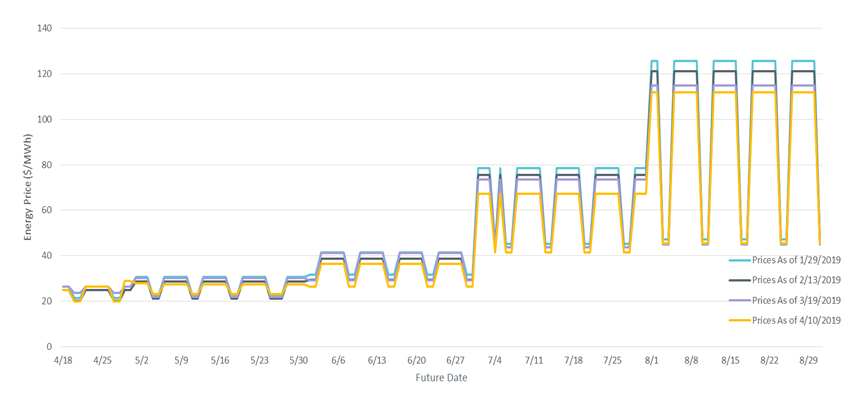 140
120
100
80
60
40
20
0
Energy Price ($/MWh)
4/18 4/25 5/2 5/9 5/16 5/23 5/30 6/6 6/13 6/20 6/27 7/4 7/11 7/18 7/25 8/1 8/8 8/15 8/22 8/29
Future Date
Prices As of 1/29/2019
Prices As of 2/13/2019
Prices As of 3/19/2019
Prices As of 4/10/2019